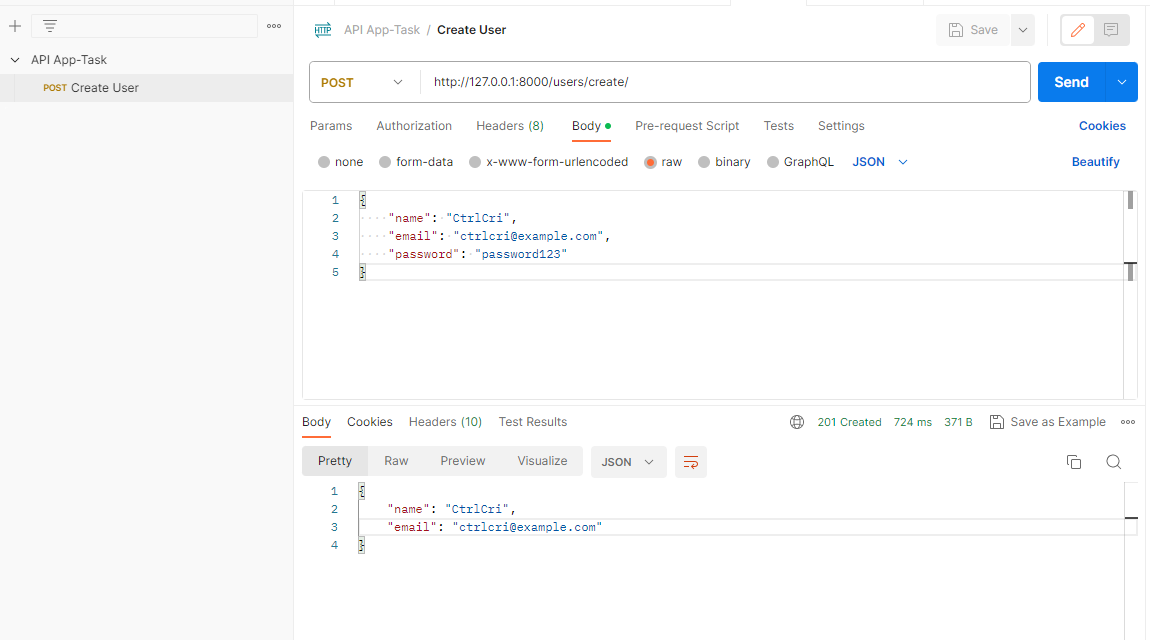 HTTP API App-Task / Create User Save
API App-Task
POST Create User
POST http://127.0.0.1:8000/users/create/ Send
Params Authorization Headers (8) Body Pre-request Script Tests Settings Cookies
none form-data x-www-form-urlencoded raw binary GraphQL JSON Beautify
1 {
2 "name": "CtrlCri",
3 "email": "ctrlcri@example.com",
4 "password": "password123"
5 }
Body Cookies Headers (10) Test Results 201 Created 724 ms 371 B Save as Example
Pretty Raw Preview Visualize JSON
1 {
2 "name": "CtrlCri",
3 "email": "ctrlcri@example.com"
4 }